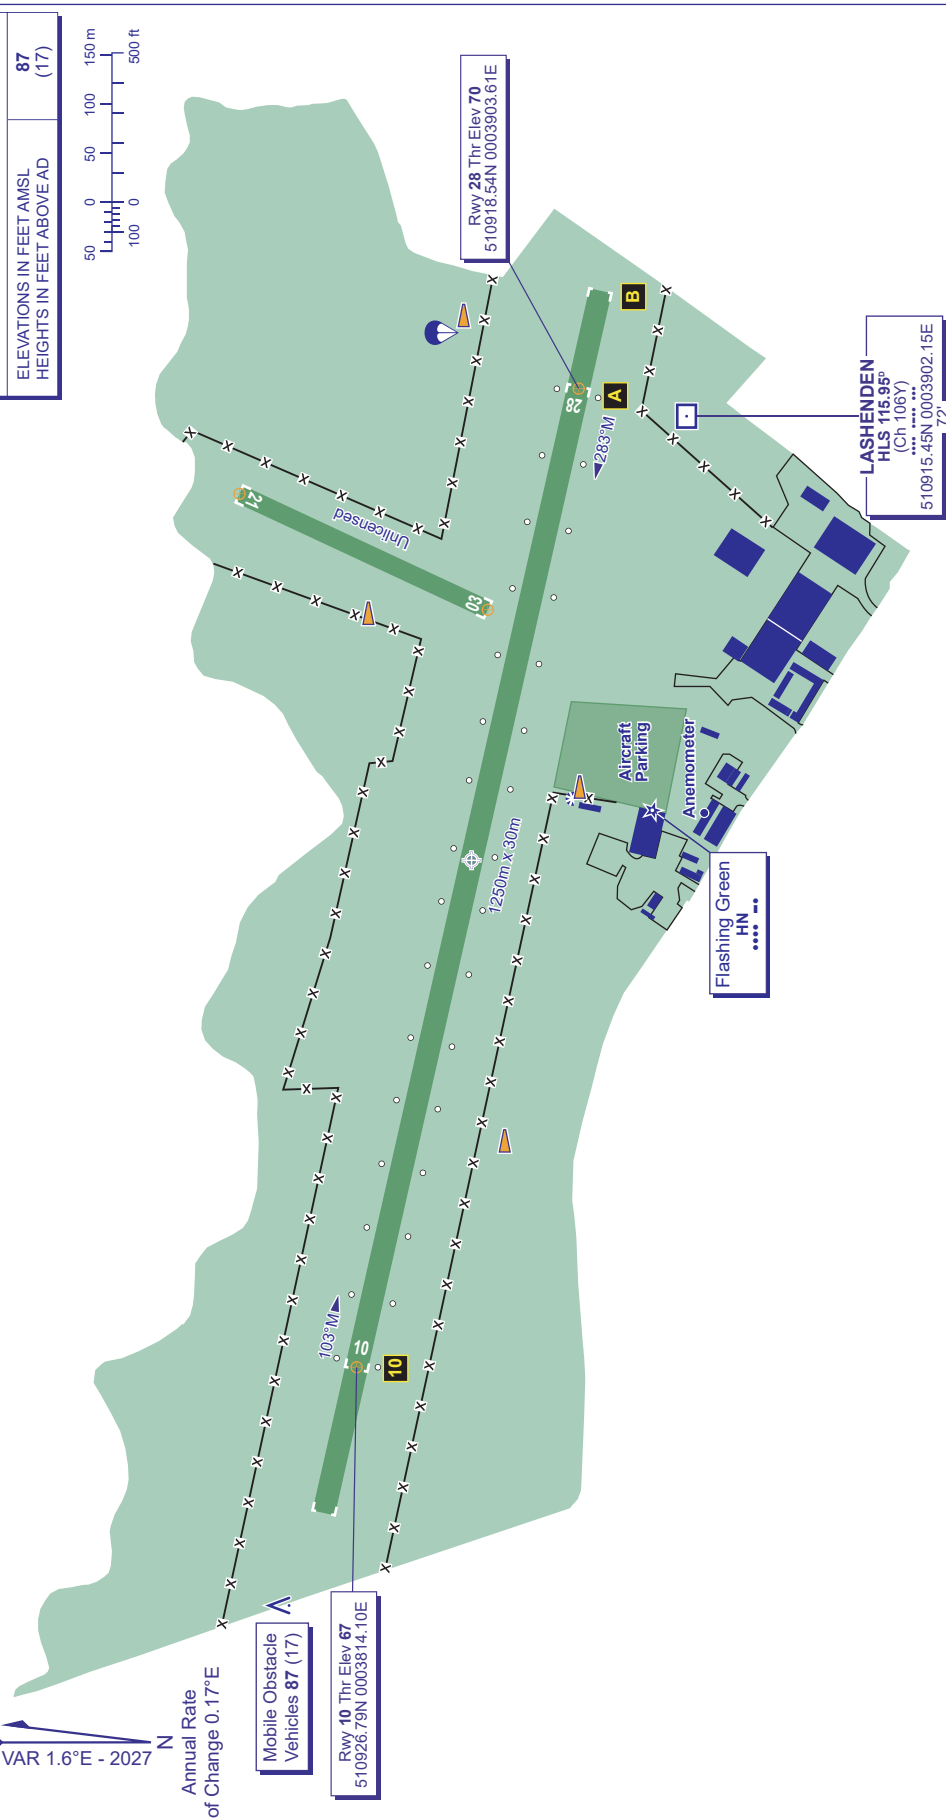 ELEVATIONS IN FEET AMSL
HEIGHTS IN FEET ABOVE AD
87
(17)
50 0 50 100 150 m
100 0 500 ft
VAR 1.6°E - 2027
N
Annual Rate
of Change 0.17°E
Mobile Obstacle
Vehicles 87 (17)
Rwy 10 Thr Elev 67
510926.79N 0003814.10E
Rwy 28 Thr Elev 70
510918.54N 0003903.61E
21
Unlicensed
03
103°M
10
10
1250m x 30m
283°M
28
A
B
Aircraft
Parking
Anemometer
Flashing Green
HN
•••• –•
LASHENDEN
HLS 115.95ᴰ
(Ch 106Y)
510915.45N 0003902.15E
72'